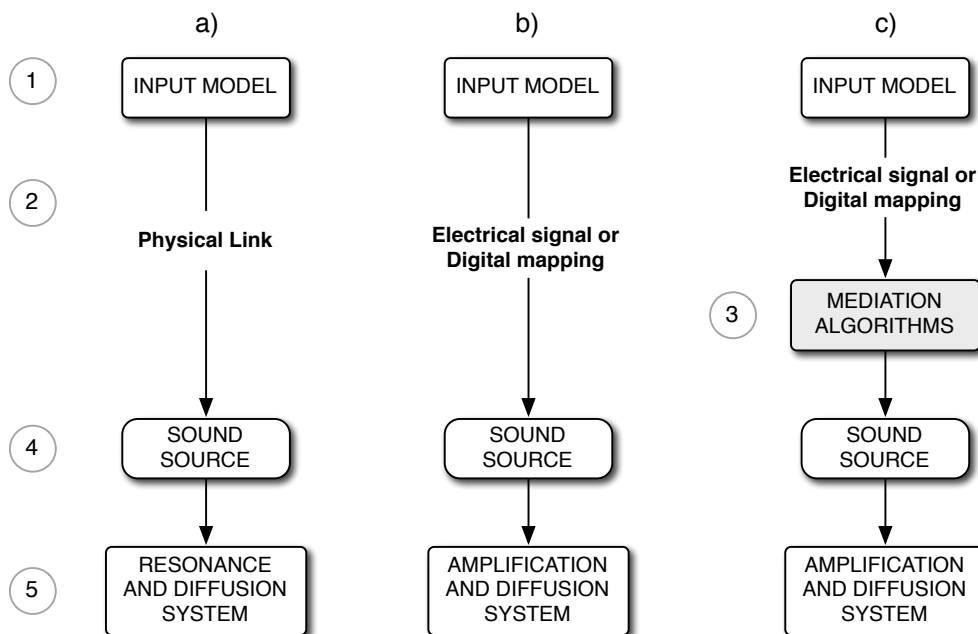 a)
b)
c)
1
INPUT MODEL
INPUT MODEL
INPUT MODEL
2
Physical Link
Electrical signal or
Digital mapping
Electrical signal or
Digital mapping
3
MEDIATION
ALGORITHMS
4
SOUND
SOURCE
SOUND
SOURCE
SOUND
SOURCE
5
RESONANCE
AND DIFFUSION
SYSTEM
AMPLIFICATION
AND DIFFUSION
SYSTEM
AMPLIFICATION
AND DIFFUSION
SYSTEM